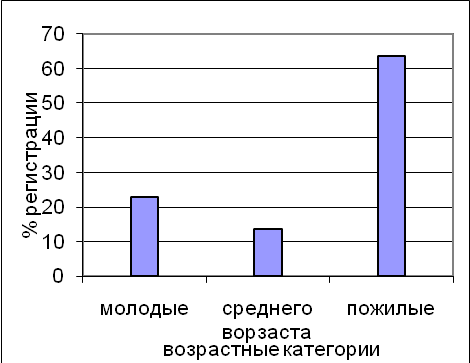 70
60
50
40
30
20
10
0
% регистрации
молодые среднего пожилые
ворзаста
возрастные категории